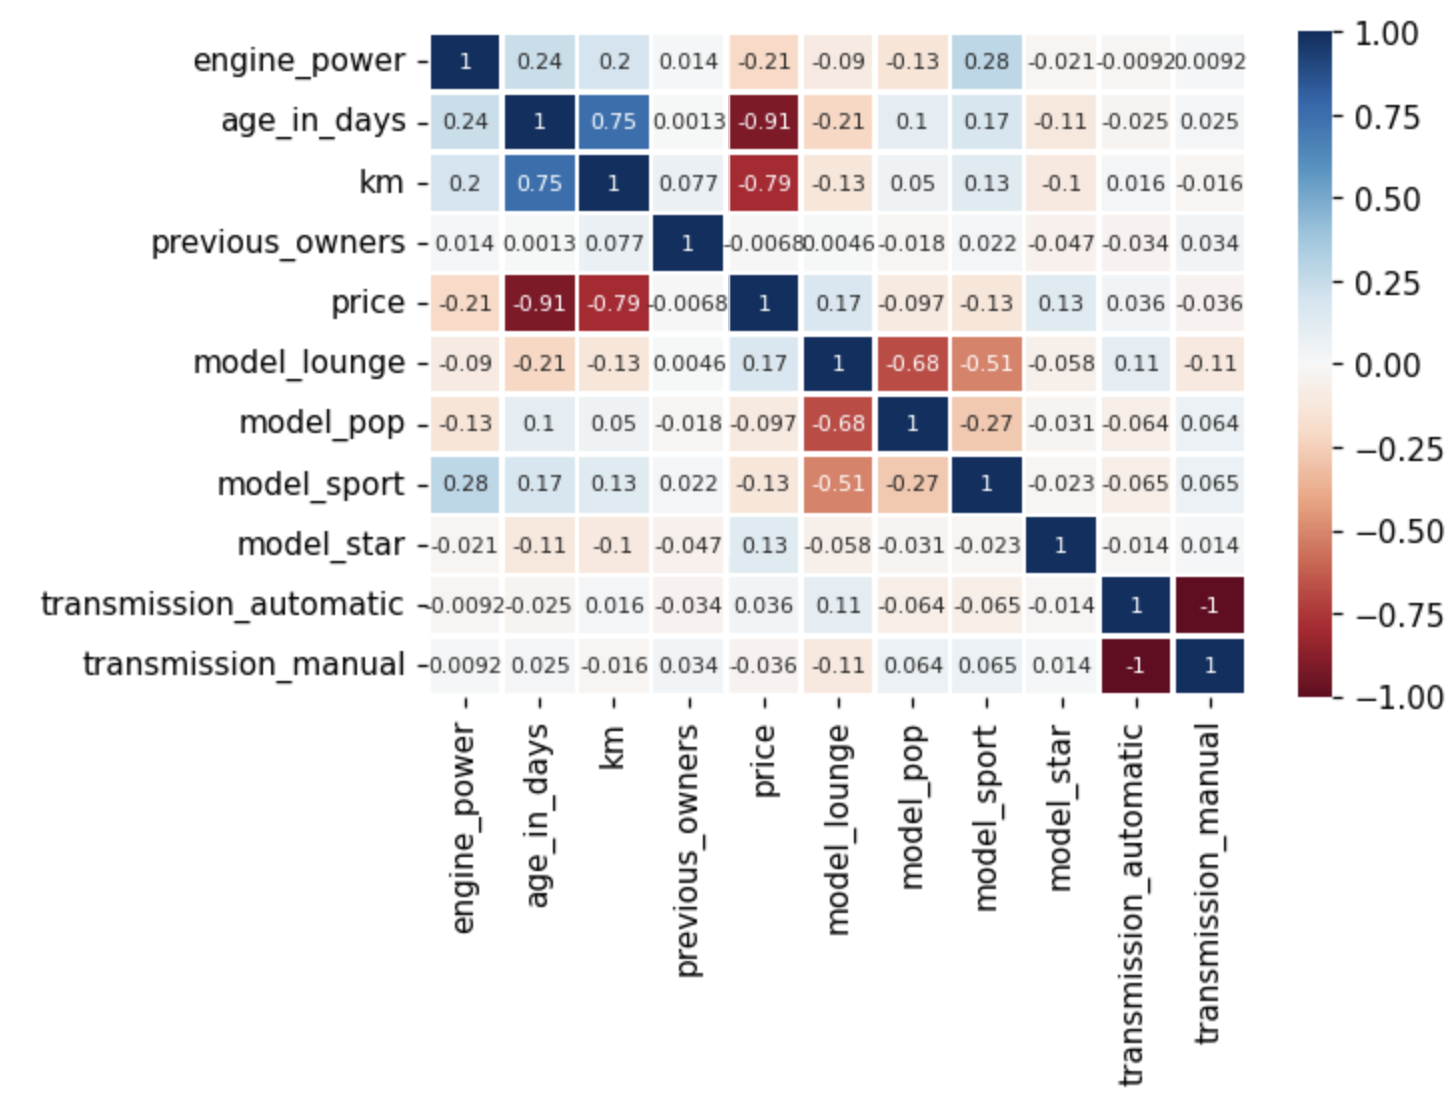 engine_power 1 0.24 0.2 0.014 -0.21 -0.09 -0.13 0.28 -0.021 -0.0092 0.0092
age_in_days 0.24 1 0.75 0.0013 -0.91 -0.21 0.1 0.17 -0.11 -0.025 0.025
km 0.2 0.75 1 0.077 -0.79 -0.13 0.05 0.13 -0.1 0.016 -0.016
previous_owners 0.014 0.0013 0.077 1 -0.0068 0.0046 -0.018 0.022 -0.047 -0.034 0.034
price -0.21 -0.91 -0.79 -0.0068 1 0.17 -0.097 -0.13 0.13 0.036 -0.036
model_lounge -0.09 -0.21 -0.13 0.0046 0.17 1 -0.68 -0.51 -0.058 0.11 -0.11
model_pop -0.13 0.1 0.05 -0.018 -0.097 -0.68 1 -0.27 -0.031 -0.064 0.064
model_sport 0.28 0.17 0.13 0.022 -0.13 -0.51 -0.27 1 -0.023 -0.065 0.065
model_star -0.021 -0.11 -0.1 -0.047 0.13 -0.058 -0.031 -0.023 1 -0.014 0.014
transmission_automatic -0.0092 -0.025 0.016 -0.034 0.036 0.11 -0.064 -0.065 -0.014 1 -1
transmission_manual 0.0092 0.025 -0.016 0.034 -0.036 -0.11 0.064 0.065 0.014 -1 1
engine_power
age_in_days
km
previous_owners
price
model_lounge
model_pop
model_sport
model_star
transmission_automatic
transmission_manual
1.00
0.75
0.50
0.25
0.00
−0.25
−0.50
−0.75
−1.00